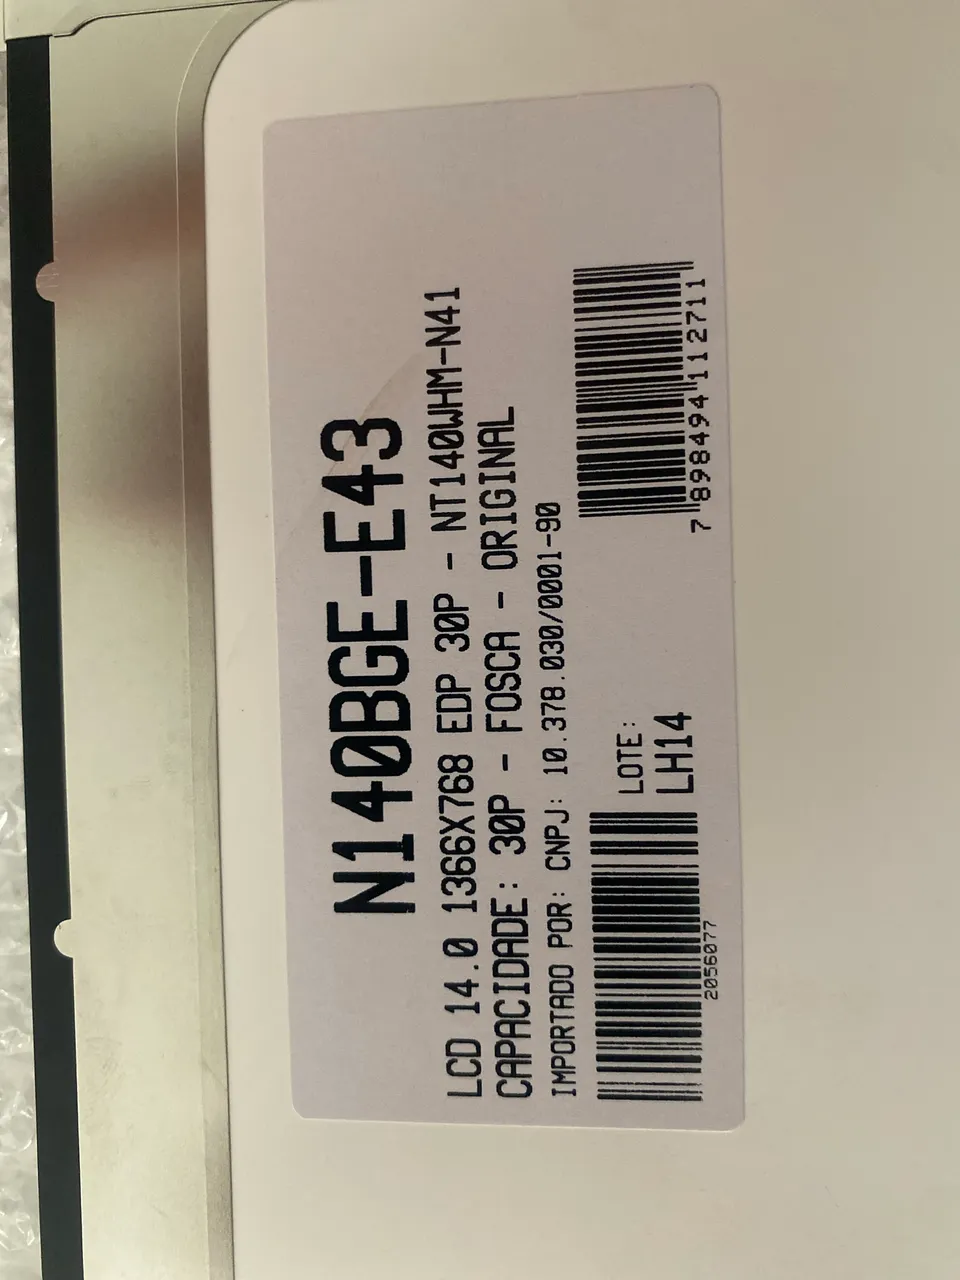 N140BGE-E43
LCD 14.0 1366X768 EDP 30P - NT140WHM-N41
CAPACIDADE: 30P - FOSCA - ORIGINAL
IMPORTADO POR: CNPJ: 10.378.030/0001-90
2056077
LOTE:
LH14
7 898494 112711